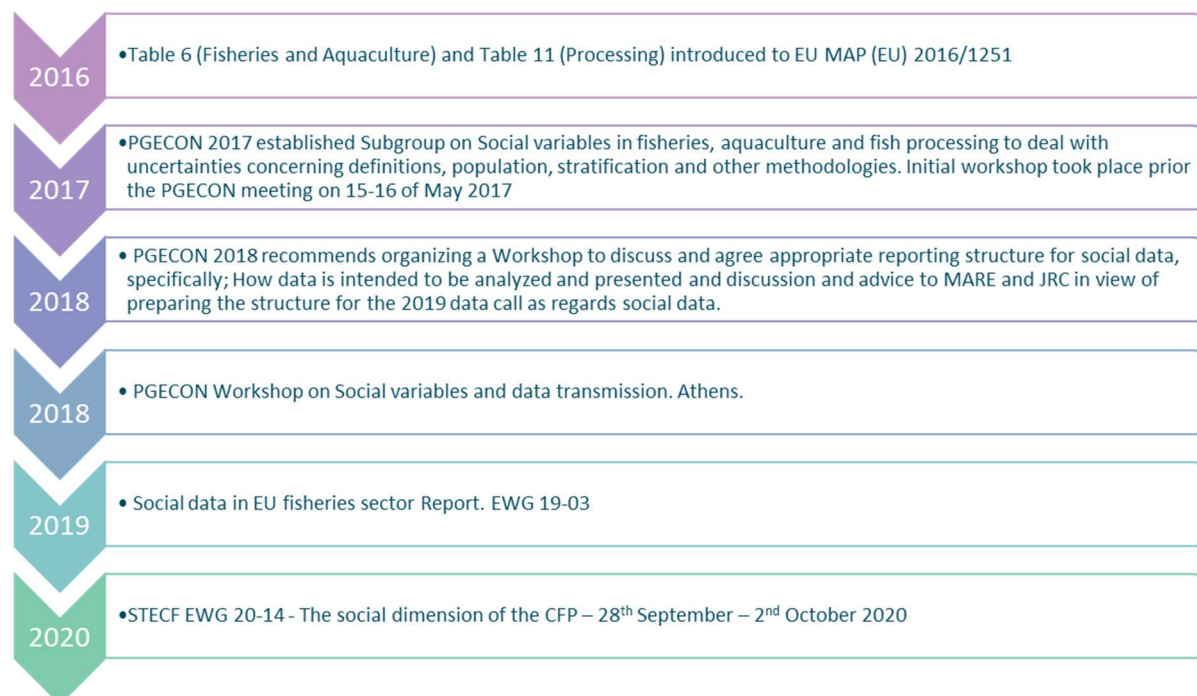 2016
•Table 6 (Fisheries and Aquaculture) and Table 11 (Processing) introduced to EU MAP (EU) 2016/1251
2017
•PGECON 2017 established Subgroup on Social variables in fisheries, aquaculture and fish processing to deal with
uncertainties concerning definitions, population, stratification and other methodologies. Initial workshop took place prior
the PGECON meeting on 15-16 of May 2017
2018
• PGECON 2018 recommends organizing a Workshop to discuss and agree appropriate reporting structure for social data,
specifically; How data is intended to be analyzed and presented and discussion and advice to MARE and JRC in view of
preparing the structure for the 2019 data call as regards social data.
2018
• PGECON Workshop on Social variables and data transmission. Athens.
2019
• Social data in EU fisheries sector Report. EWG 19-03
2020
•STECF EWG 20-14 - The social dimension of the CFP – 28th September – 2nd October 2020